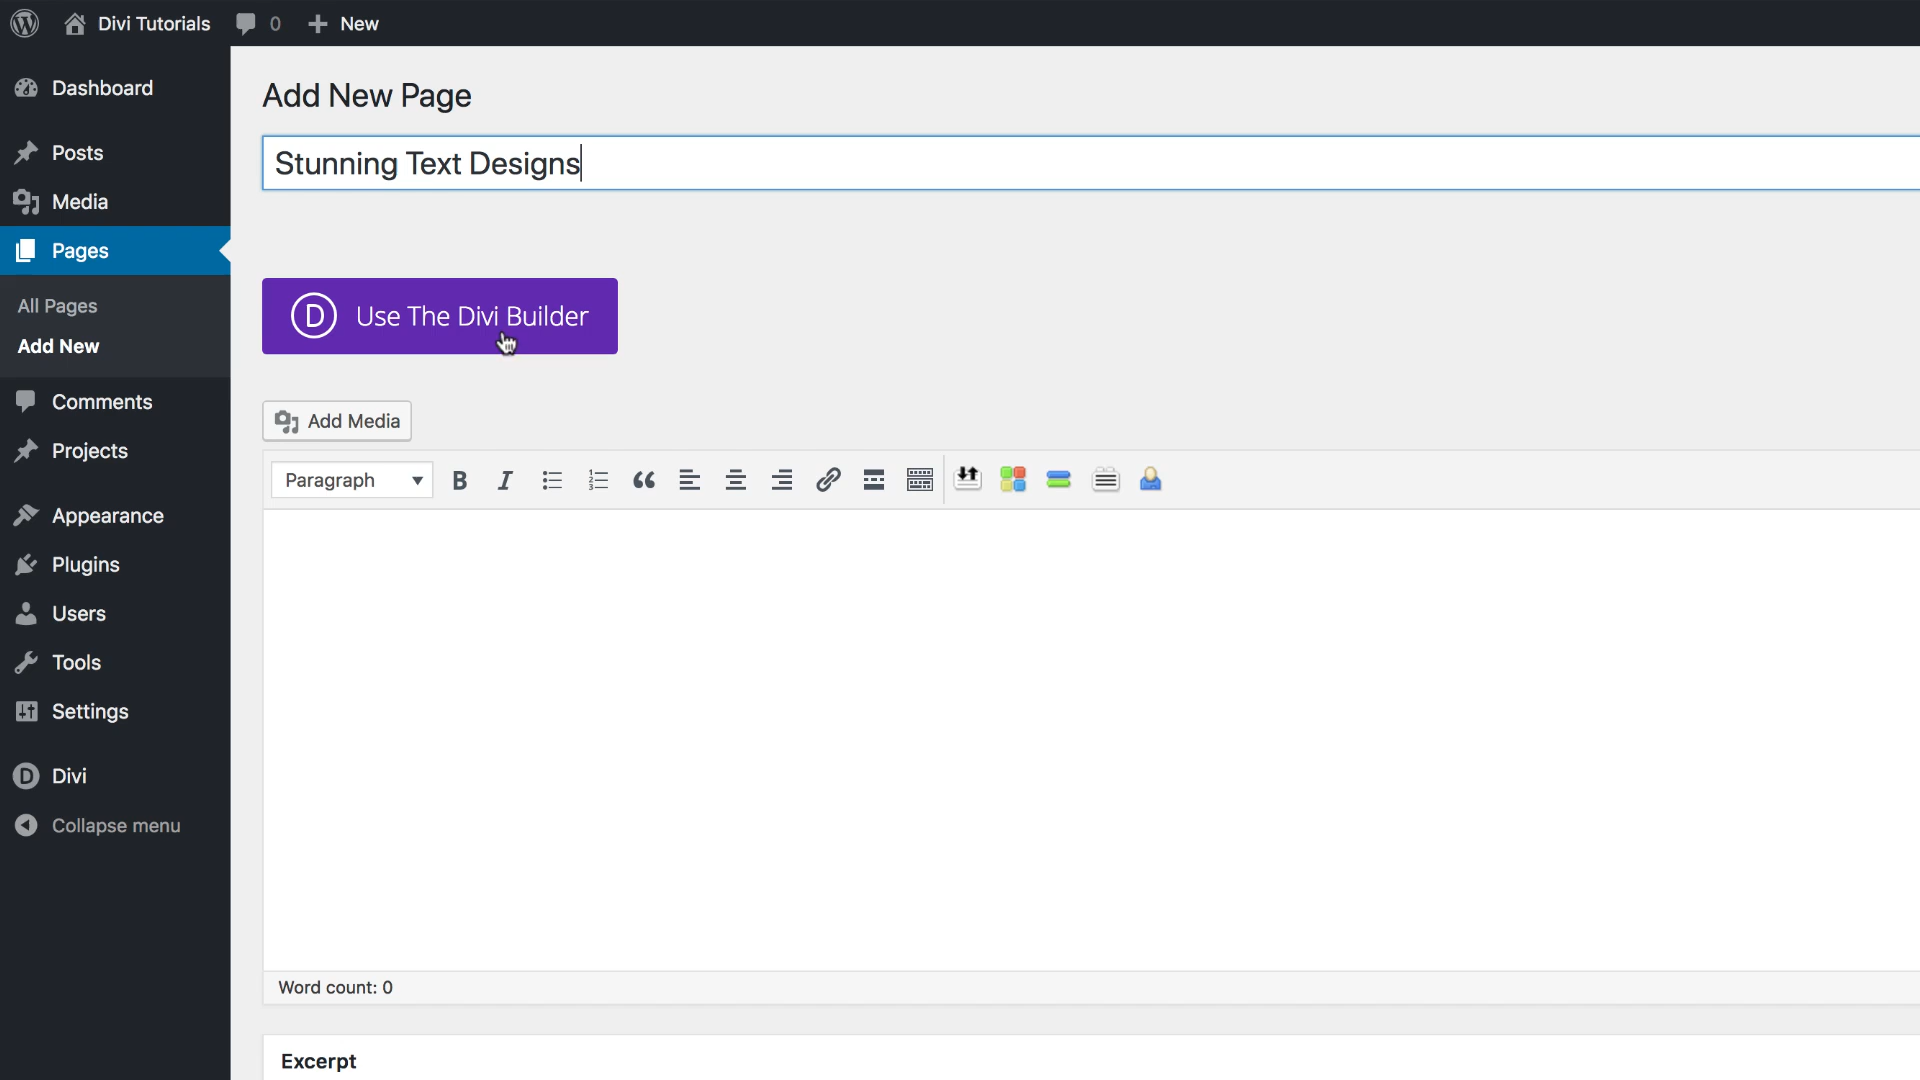 Divi Tutorials
0
New
Dashboard
Posts
Media
Pages
All Pages
Add New
Comments
Projects
Appearance
Plugins
Users
Tools
Settings
D Divi
Collapse menu
Add New Page
Stunning Text Designs
D Use The Divi Builder
Add Media
Paragraph
B I
Word count: 0
Excerpt